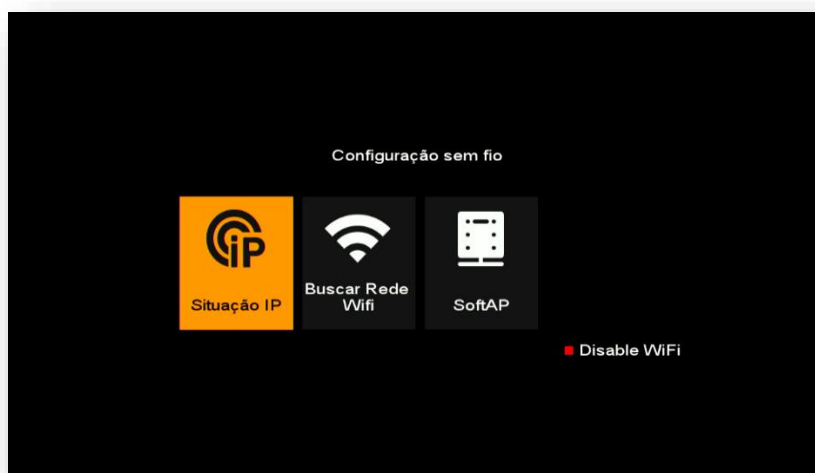 Configuração sem fio
iP
Situação IP
Buscar Rede
Wifi
SoftAP
Disable WiFi